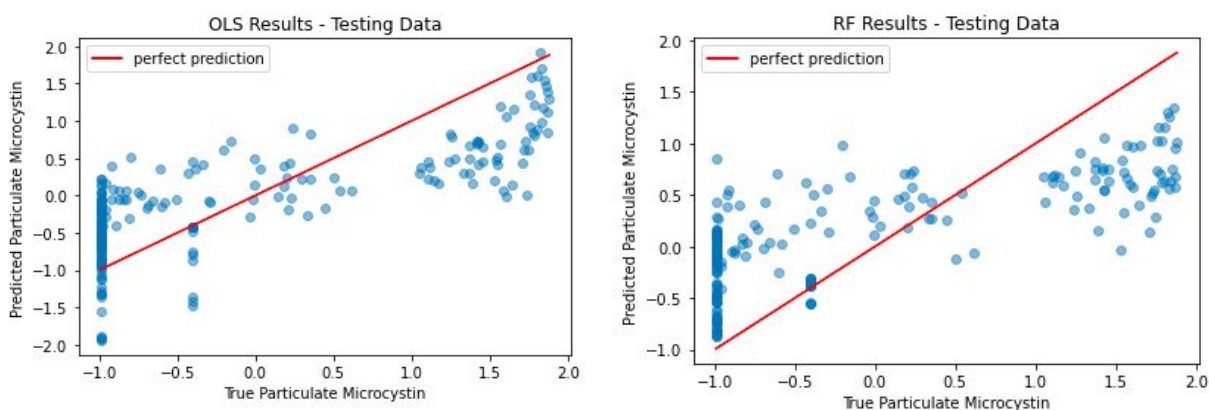 OLS Results - Testing Data
perfect prediction
Predicted Particulate Microcystin
2.0
1.5
1.0
0.5
0.0
−0.5
−1.0
−1.5
−2.0
−1.0 −0.5 0.0 0.5 1.0 1.5 2.0
True Particulate Microcystin
RF Results - Testing Data
perfect prediction
Predicted Particulate Microcystin
2.0
1.5
1.0
0.5
0.0
−0.5
−1.0
−1.0 −0.5 0.0 0.5 1.0 1.5 2.0
True Particulate Microcystin